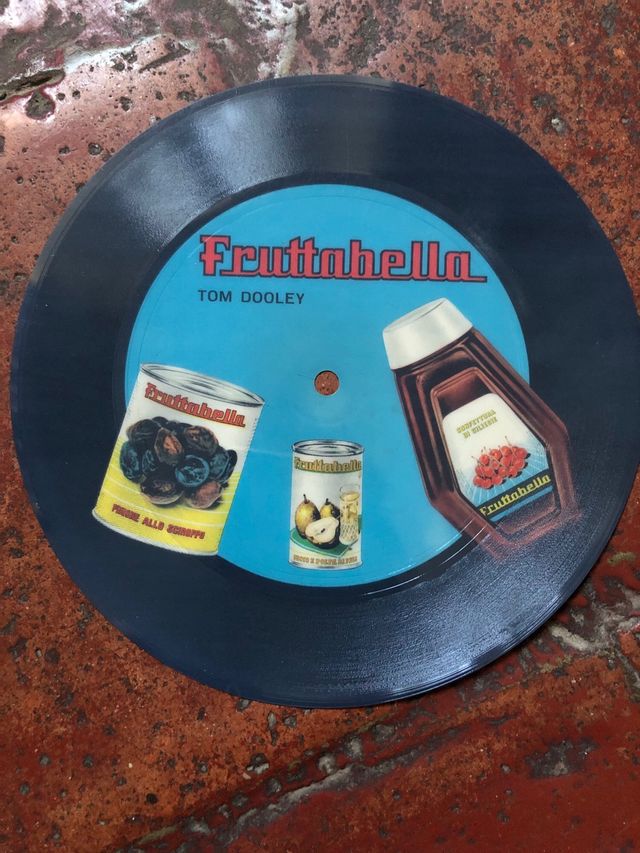 Fruttabella
TOM DOOLEY
Fruttabella
PRUGNE ALLO SCIROPPO
Fruttabella
CONFETTURA
DI CILIEGIE
Fruttabella